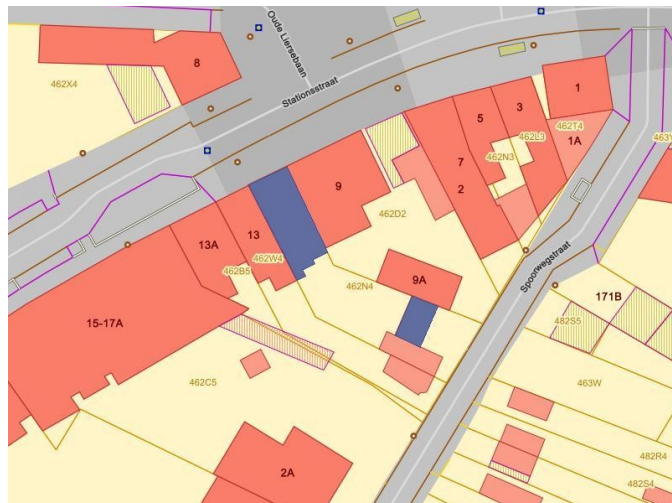 Oude Liersebaan
8
462X4
Stationsstraat
1
5
3
462T4
462L3
1A
7
462N3
2
9
462D2
13
13A
462W4
462B5
9A
462N4
Spoorwegstraat
171B
15-17A
482S5
462C5
463W
482R4
2A
482S4